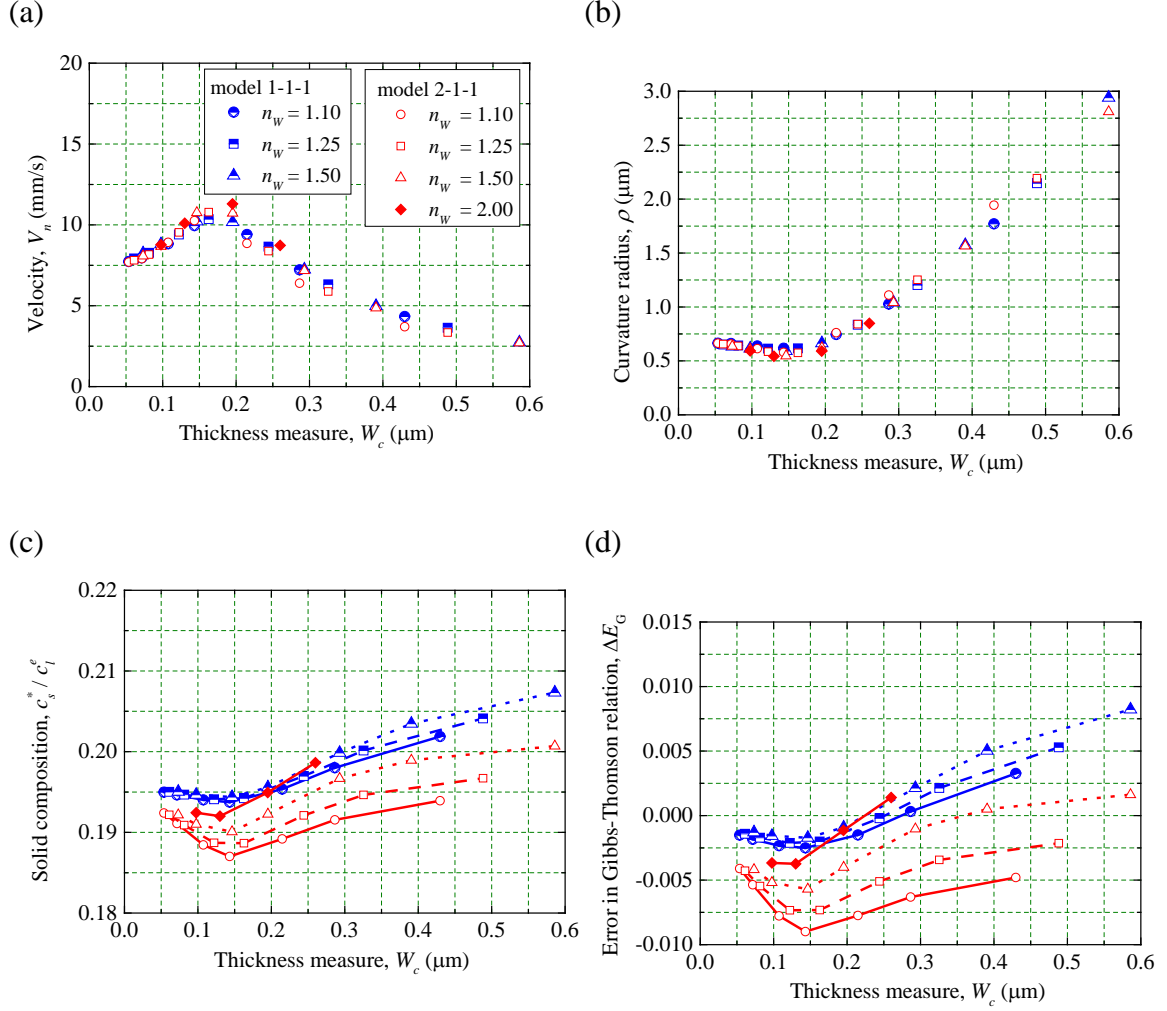 (a)
20
15
10
5
0
0.0 0.1 0.2 0.3 0.4 0.5 0.6
Velocity, V_n (mm/s)
Thickness measure, W_c (μm)
model 1-1-1
n_W = 1.10
n_W = 1.25
n_W = 1.50
model 2-1-1
n_W = 1.10
n_W = 1.25
n_W = 1.50
n_W = 2.00
(b)
3.0
2.5
2.0
1.5
1.0
0.5
0.0
0.0 0.1 0.2 0.3 0.4 0.5 0.6
Curvature radius, ρ (μm)
Thickness measure, W_c (μm)
(c)
0.22
0.21
0.20
0.19
0.18
0.0 0.1 0.2 0.3 0.4 0.5 0.6
Solid composition, c_s^* / c_l^e
Thickness measure, W_c (μm)
(d)
0.015
0.010
0.005
0.000
-0.005
-0.010
0.0 0.1 0.2 0.3 0.4 0.5 0.6
Error in Gibbs-Thomson relation, ΔE_G
Thickness measure, W_c (μm)